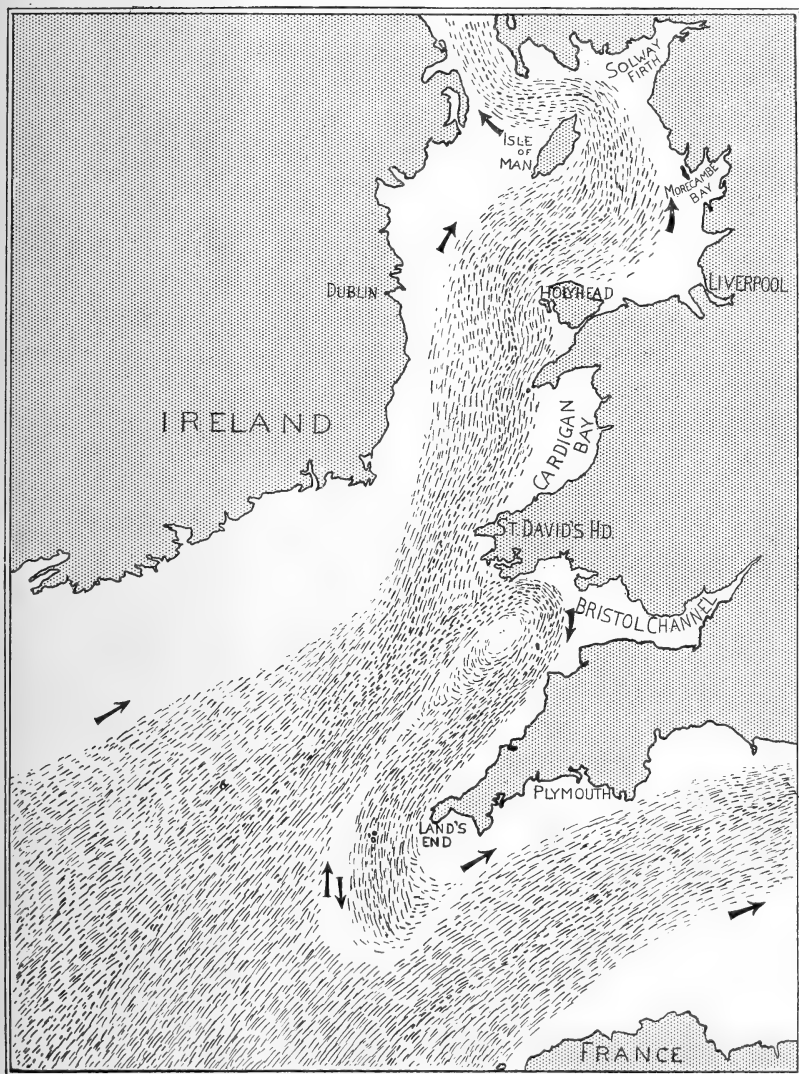 SOLWAY
FIRTH
ISLE
OF
MAN
MORECAMBE
BAY
DUBLIN
HOLYHEAD
LIVERPOOL
IRELAND
CARDIGAN
BAY
ST. DAVID'S HD.
BRISTOL CHANNEL
PLYMOUTH
LAND'S
END
FRANCE